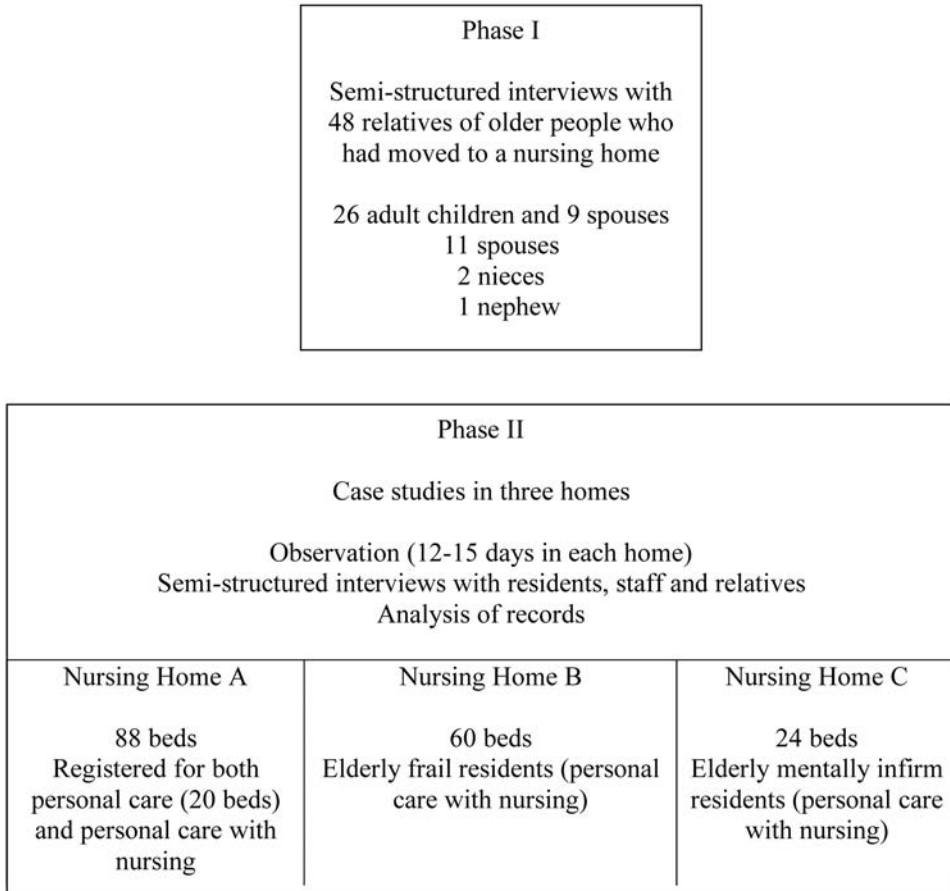 Phase I
Semi-structured interviews with
48 relatives of older people who
had moved to a nursing home
26 adult children and 9 spouses
11 spouses
2 nieces
1 nephew
Phase II
Case studies in three homes
Observation (12-15 days in each home)
Semi-structured interviews with residents, staff and relatives
Analysis of records
Nursing Home A
88 beds
Registered for both
personal care (20 beds)
and personal care with
nursing
Nursing Home B
60 beds
Elderly frail residents (personal
care with nursing)
Nursing Home C
24 beds
Elderly mentally infirm
residents (personal care
with nursing)